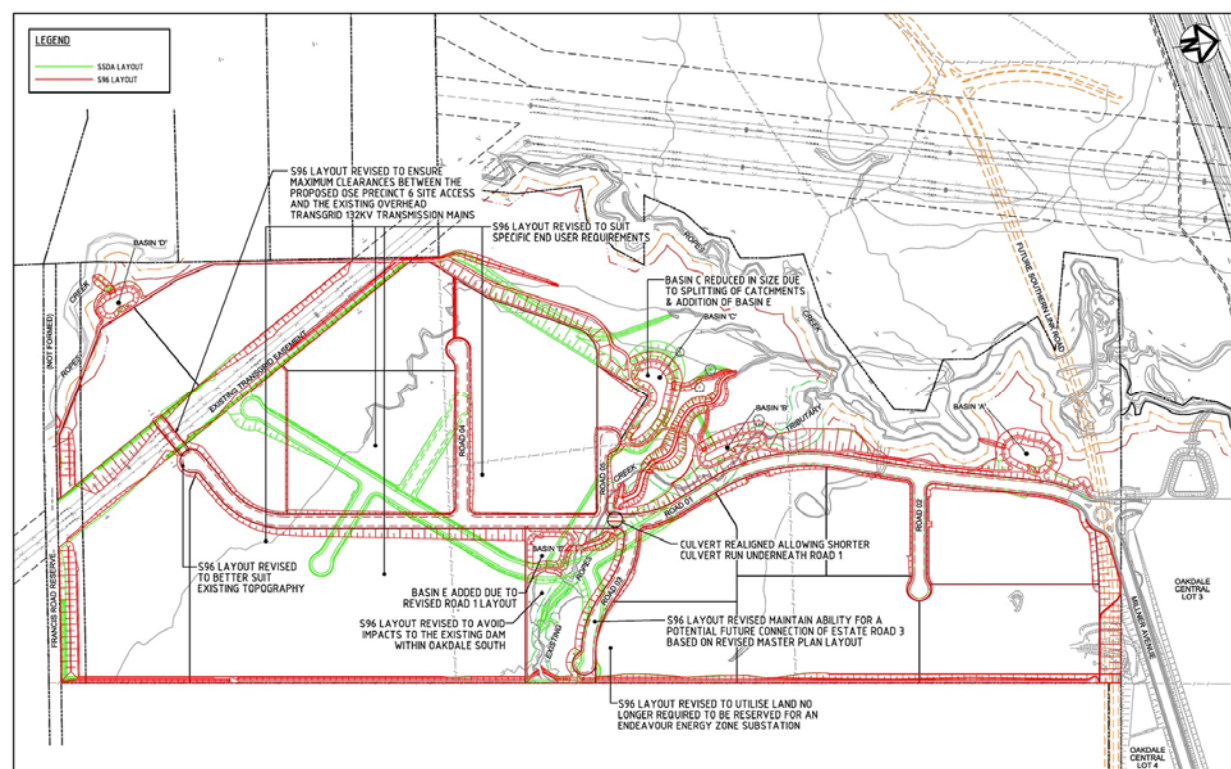 LEGEND
SSDA LAYOUT
S96 LAYOUT
N
S96 LAYOUT REVISED TO ENSURE
MAXIMUM CLEARANCES BETWEEN THE
PROPOSED OSE PRECINCT 6 SITE ACCESS
AND THE EXISTING OVERHEAD
TRANSGRID 132KV TRANSMISSION MAINS
S96 LAYOUT REVISED TO SUIT
SPECIFIC END USER REQUIREMENTS
BASIN 'D'
CREEK
ROPES
(NOT FORMED)
EXISTING TRANSGRID EASEMENT
FRANCIS ROAD RESERVE
ROPES
CREEK
BASIN C REDUCED IN SIZE DUE
TO SPLITTING OF CATCHMENTS
& ADDITION OF BASIN E
BASIN 'C'
FUTURE SOUTHERN LINK ROAD
BASIN 'B'
TRIBUTARY
BASIN 'A'
ROAD 04
ROAD 05
CREEK
ROAD 01
ROAD 02
ROAD 03
ROPES
EXISTING
S96 LAYOUT REVISED
TO BETTER SUIT
EXISTING TOPOGRAPHY
BASIN E ADDED DUE TO
REVISED ROAD 1 LAYOUT
S96 LAYOUT REVISED TO AVOID
IMPACTS TO THE EXISTING DAM
WITHIN OAKDALE SOUTH
CULVERT REALIGNED ALLOWING SHORTER
CULVERT RUN UNDERNEATH ROAD 1
S96 LAYOUT REVISED MAINTAIN ABILITY FOR A
POTENTIAL FUTURE CONNECTION OF ESTATE ROAD 3
BASED ON REVISED MASTER PLAN LAYOUT
S96 LAYOUT REVISED TO UTILISE LAND NO
LONGER REQUIRED TO BE RESERVED FOR AN
ENDEAVOUR ENERGY ZONE SUBSTATION
MILNER AVENUE
OAKDALE
CENTRAL
LOT 3
OAKDALE
CENTRAL
LOT 4